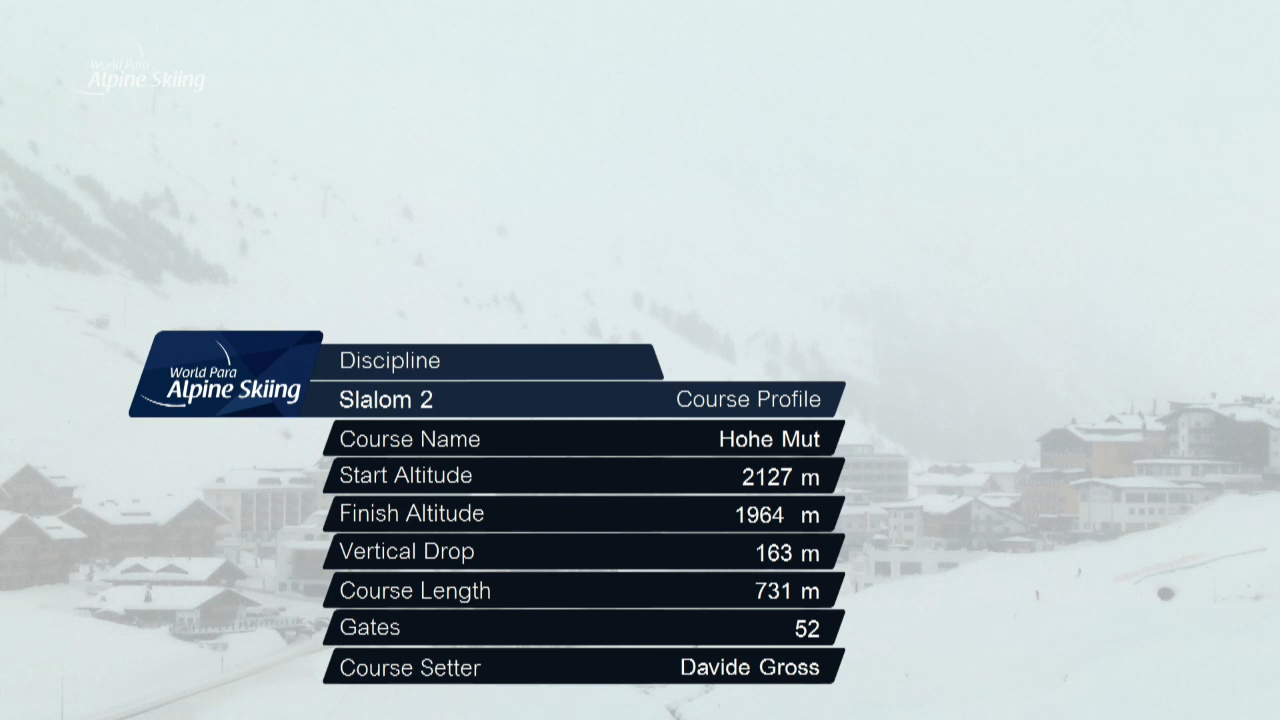 World Para
Alpine Skiing
World Para
Alpine Skiing
Discipline
Slalom 2 Course Profile
Course Name Hohe Mut
Start Altitude 2127 m
Finish Altitude 1964 m
Vertical Drop 163 m
Course Length 731 m
Gates 52
Course Setter Davide Gross